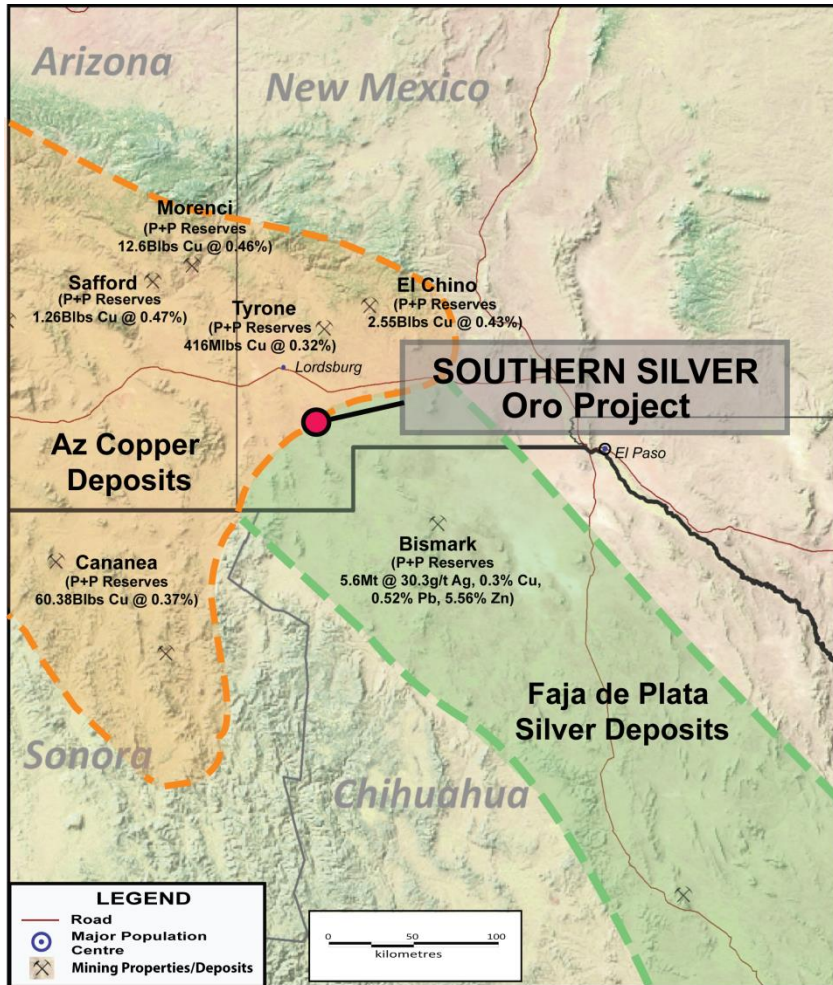 Arizona
New Mexico
Morenci
(P+P Reserves
12.6Blbs Cu @ 0.46%)
Safford
(P+P Reserves
1.26Blbs Cu @ 0.47%)
El Chino
(P+P Reserves
2.55Blbs Cu @ 0.43%)
Tyrone
(P+P Reserves
416Mlbs Cu @ 0.32%)
Lordsburg
SOUTHERN SILVER
Oro Project
Az Copper
Deposits
El Paso
Cananea
(P+P Reserves
60.38Blbs Cu @ 0.37%)
Bismark
(P+P Reserves
5.6Mt @ 30.3g/t Ag, 0.3% Cu,
0.52% Pb, 5.56% Zn)
Faja de Plata
Silver Deposits
Sonora
Chihuahua
LEGEND
Road
Major Population
Centre
Mining Properties/Deposits
0 50 100
kilometres